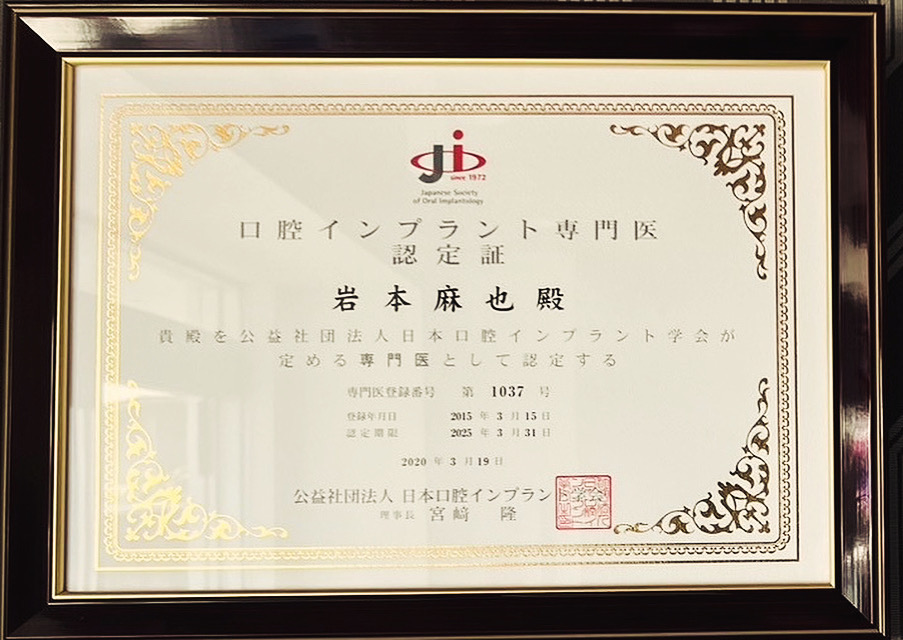 Ji
since 1972
Japanese Society
of Oral Implantology
口腔インプラント専門医
認定証
岩本麻也殿
貴殿を公益社団法人日本口腔インプラント学会が
定める専門医として認定する
専門医登録番号 第 1037 号
登録年月日 2015 年 3 月 15 日
認定期限 2025 年 3 月 31 日
2020 年 3 月 19 日
公益社団法人 日本口腔インプラント学会
理事長 宮﨑 隆